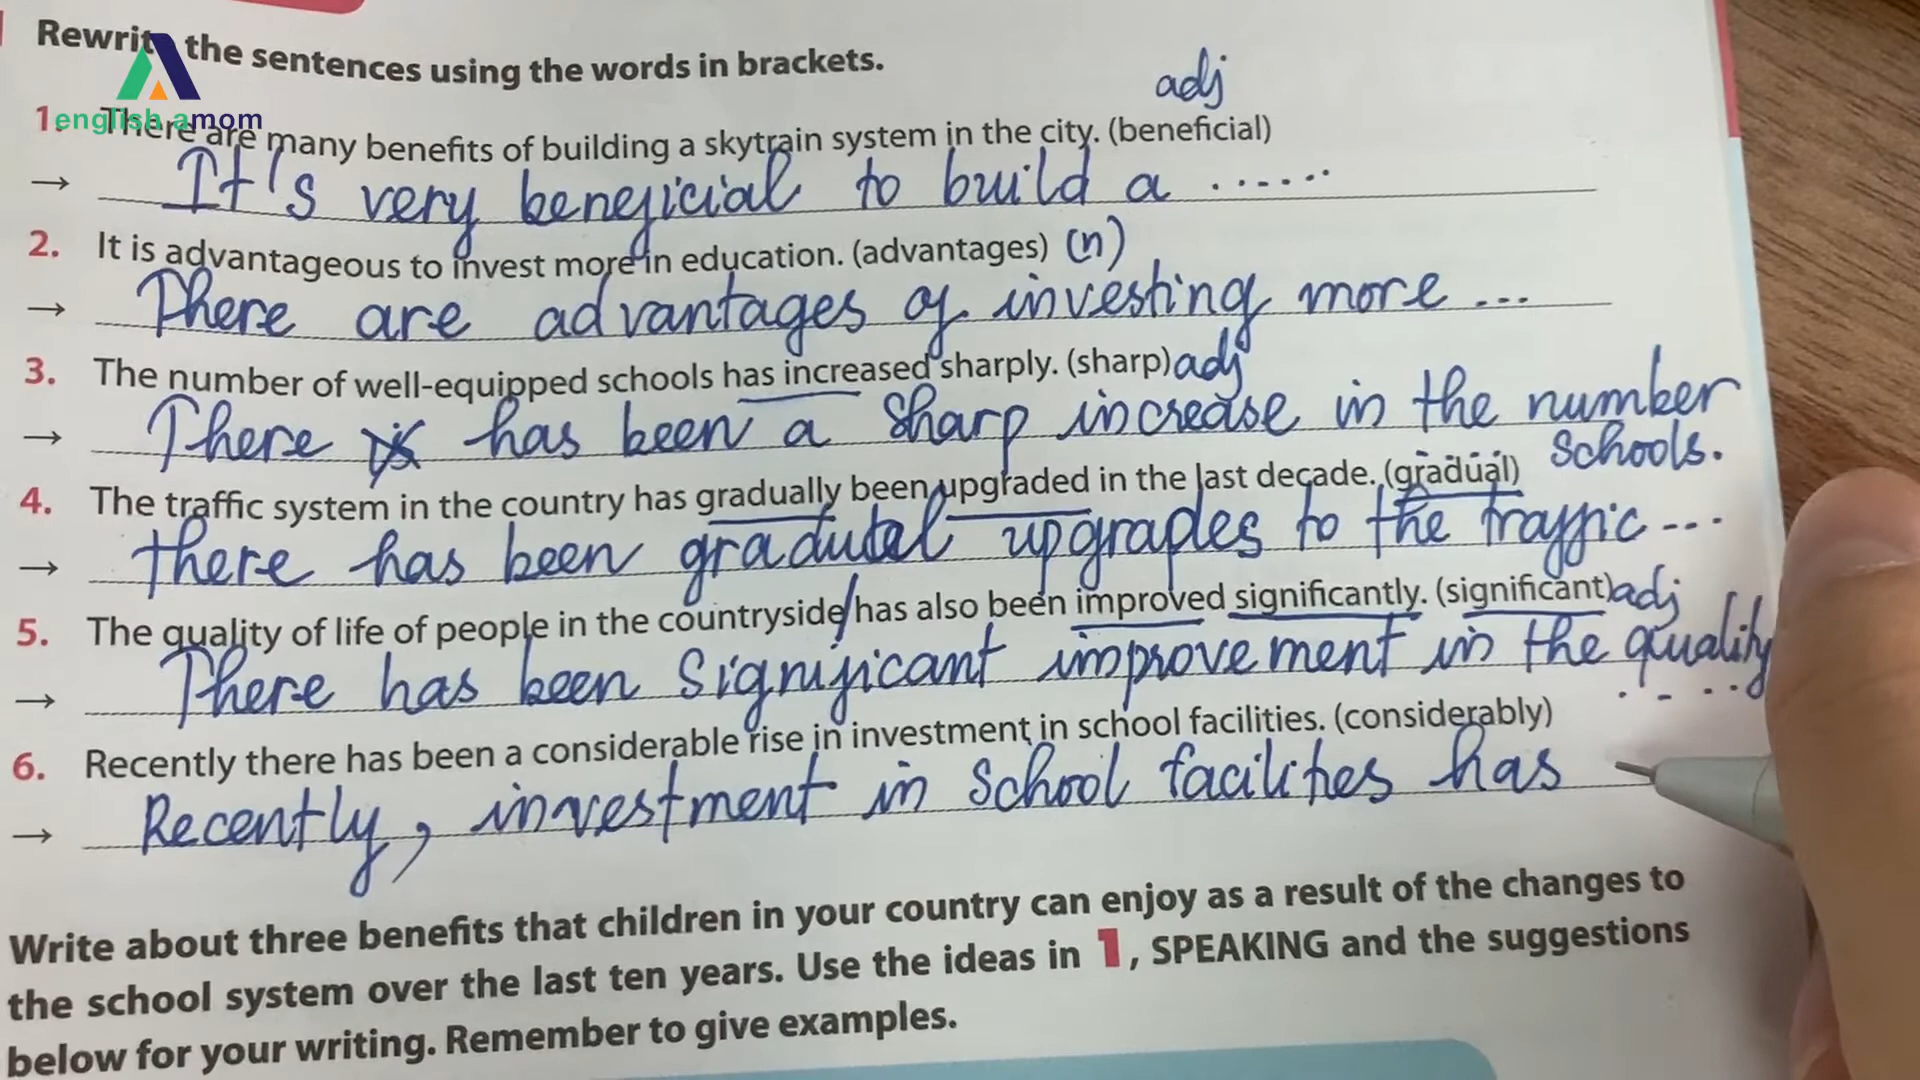 Rewrite the sentences using the words in brackets.
adj
english amom
1. There are many benefits of building a skytrain system in the city. (beneficial)
→ It's very beneficial to build a ......
2. It is advantageous to invest more in education. (advantages) (n)
→ There are advantages of investing more ...
3. The number of well-equipped schools has increased sharply. (sharp) adj
→ There is has been a sharp increase in the number
schools.
4. The traffic system in the country has gradually been upgraded in the last decade. (gradual)
→ there has been gradutal upgrades to the traffic ...
5. The quality of life of people in the countryside/has also been improved significantly. (significant) adj
→ There has been significant improvement in the quality
....
6. Recently there has been a considerable rise in investment in school facilities. (considerably)
→ Recently, investment in school facilities has
Write about three benefits that children in your country can enjoy as a result of the changes to
the school system over the last ten years. Use the ideas in 1, SPEAKING and the suggestions
below for your writing. Remember to give examples.